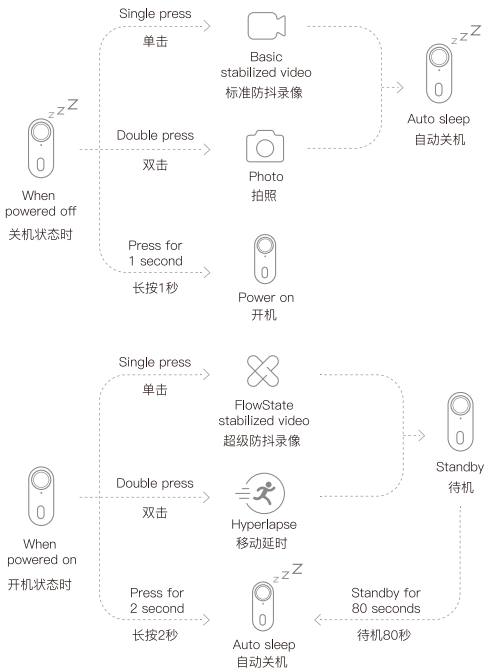 Single press
单击
Basic
stabilized video
标准防抖录像
zzZ
Auto sleep
自动关机
zzZ
When
powered off
关机状态时
Double press
双击
Photo
拍照
Press for
1 second
长按1秒
Power on
开机
Single press
单击
FlowState
stabilized video
超级防抖录像
Standby
待机
When
powered on
开机状态时
Double press
双击
Hyperlapse
移动延时
Press for
2 second
长按2秒
zzZ
Auto sleep
自动关机
Standby for
80 seconds
待机80秒